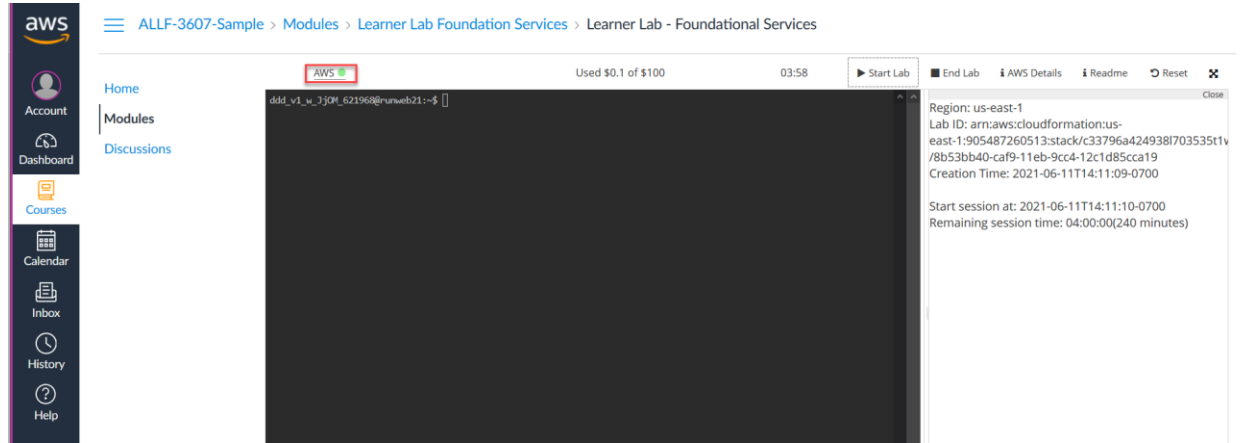 aws
ALLF-3607-Sample > Modules > Learner Lab Foundation Services > Learner Lab - Foundational Services
Account
Dashboard
Courses
Calendar
Inbox
History
Help
Home
Modules
Discussions
AWS
Used $0.1 of $100
03:58
Start Lab
End Lab
AWS Details
Readme
Reset
ddd_v1_w_JjOM_621968@runweb21:~$
Close
Region: us-east-1
Lab ID: arn:aws:cloudformation:us-
east-1:905487260513:stack/c33796a424938l703535t1w
/8b53bb40-caf9-11eb-9cc4-12c1d85cca19
Creation Time: 2021-06-11T14:11:09-0700
Start session at: 2021-06-11T14:11:10-0700
Remaining session time: 04:00:00(240 minutes)